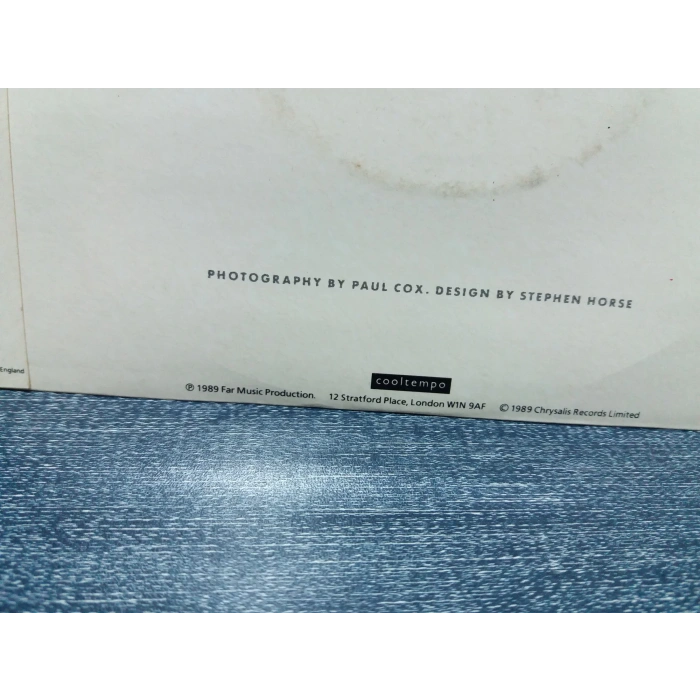 PHOTOGRAPHY BY PAUL COX. DESIGN BY STEPHEN HORSE
England
cooltempo
℗ 1989 Far Music Production. 12 Stratford Place, London W1N 9AF © 1989 Chrysalis Records Limited